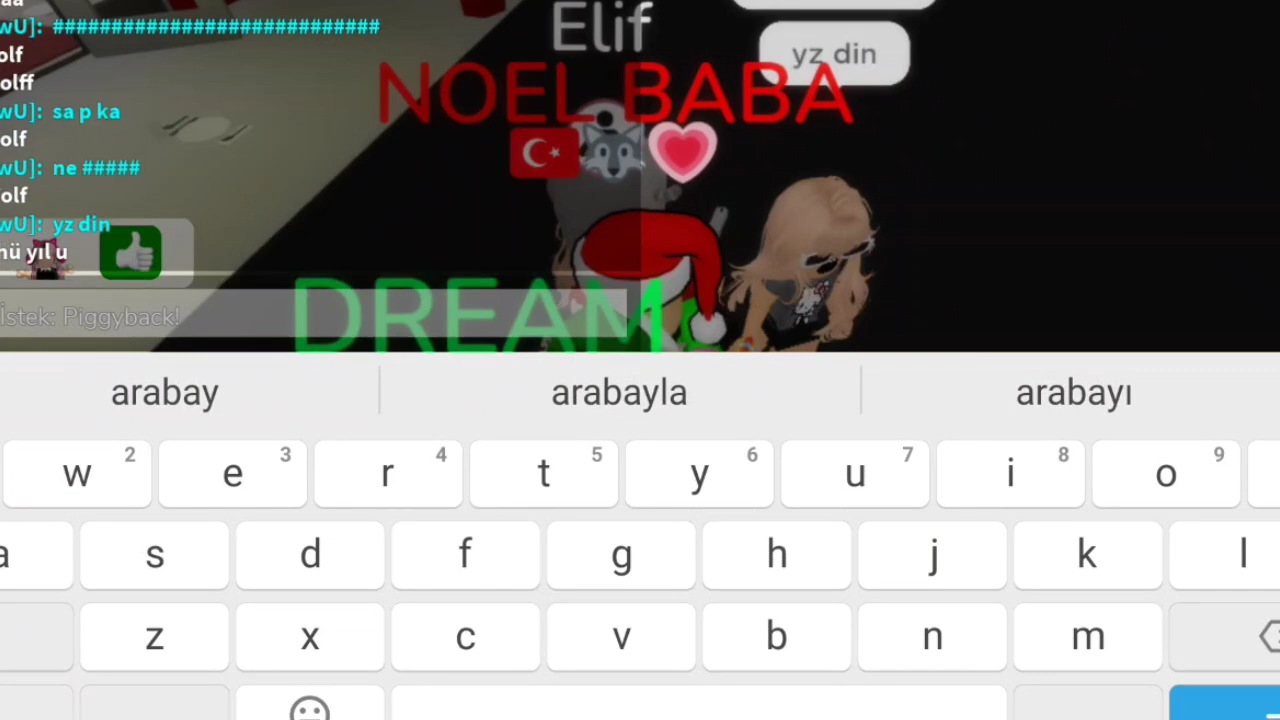 wU]: ############################
olf
olff
wU]: sa p ka
olf
wU]: ne #####
olf
wU]: yz din
nü yıl u
İstek: Piggyback!
Elif
yz din
NOEL BABA
DREAM
arabay arabayla arabayı
w 2 e 3 r 4 t 5 y 6 u 7 i 8 o 9
a s d f g h j k l
z x c v b n m